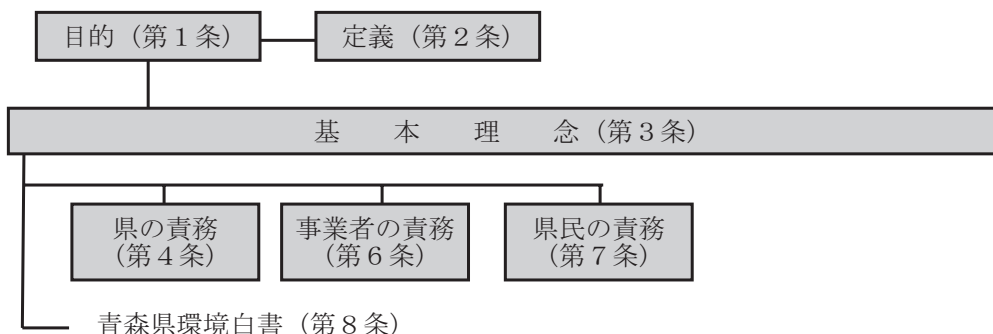 目的（第１条）
定義（第２条）
基本理念（第３条）
県の責務
（第４条）
事業者の責務
（第６条）
県民の責務
（第７条）
青森県環境白書（第８条）